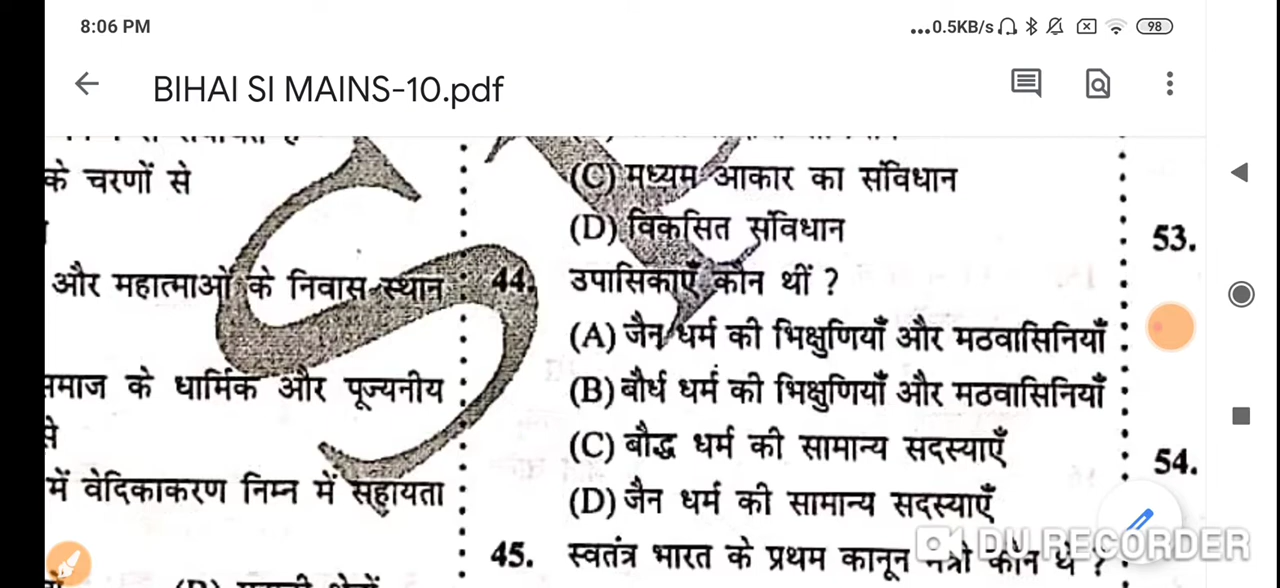 8:06 PM
...0.5KB/s
98
BIHAI SI MAINS-10.pdf
के चरणों से
और महात्माओं के निवास स्थान
समाज के धार्मिक और पूज्यनीय
से
में वेदिकाकरण निम्न में सहायता
(C) मध्यम आकार का संविधान
(D) विकसित संविधान
44. उपासिकाएँ कौन थीं ?
(A) जैन धर्म की भिक्षुणियाँ और मठवासिनियाँ
(B) बौर्ध धर्म की भिक्षुणियाँ और मठवासिनियाँ
(C) बौद्ध धर्म की सामान्य सदस्याएँ
(D) जैन धर्म की सामान्य सदस्याएँ
45. स्वतंत्र भारत के प्रथम कानून मंत्री कौन थे ?
53.
54.
DU RECORDER